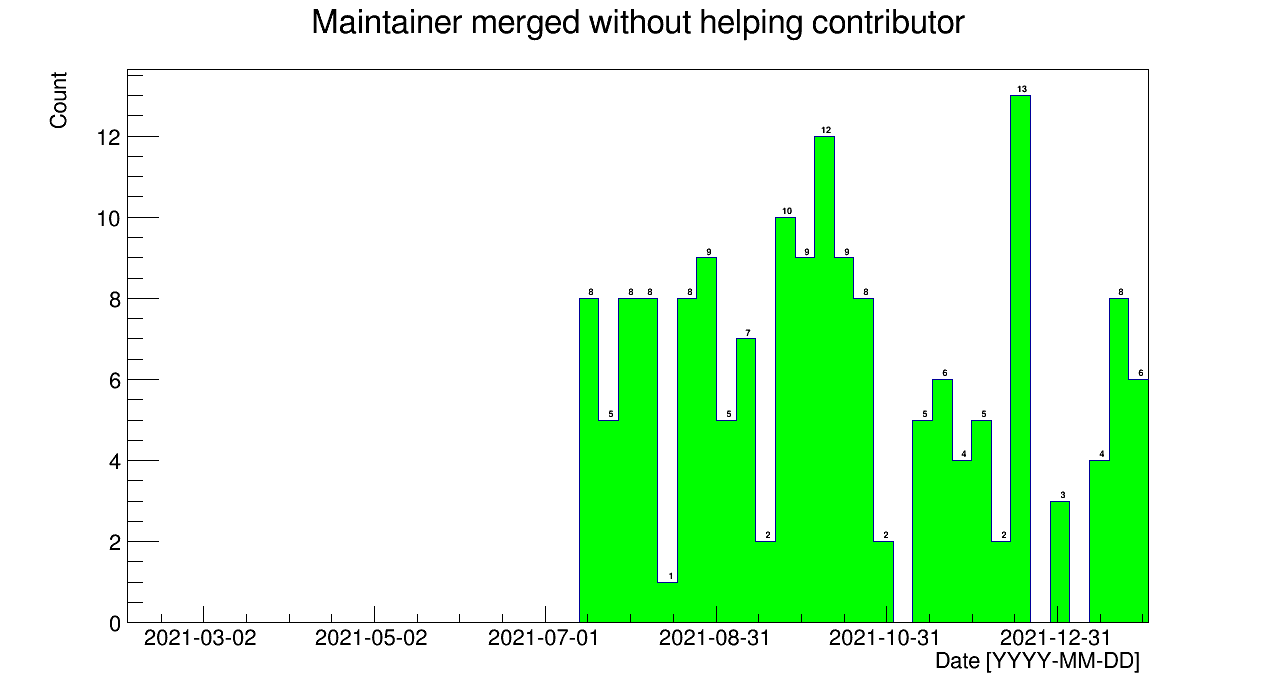 Maintainer merged without helping contributor
Count
12
10
8
6
4
2
0
8 5 8 8 1 8 9 5 7 2 10 9 12 9 8 2 5 6 4 5 2 13 3 4 8 6
2021-03-02 2021-05-02 2021-07-01 2021-08-31 2021-10-31 2021-12-31
Date [YYYY-MM-DD]